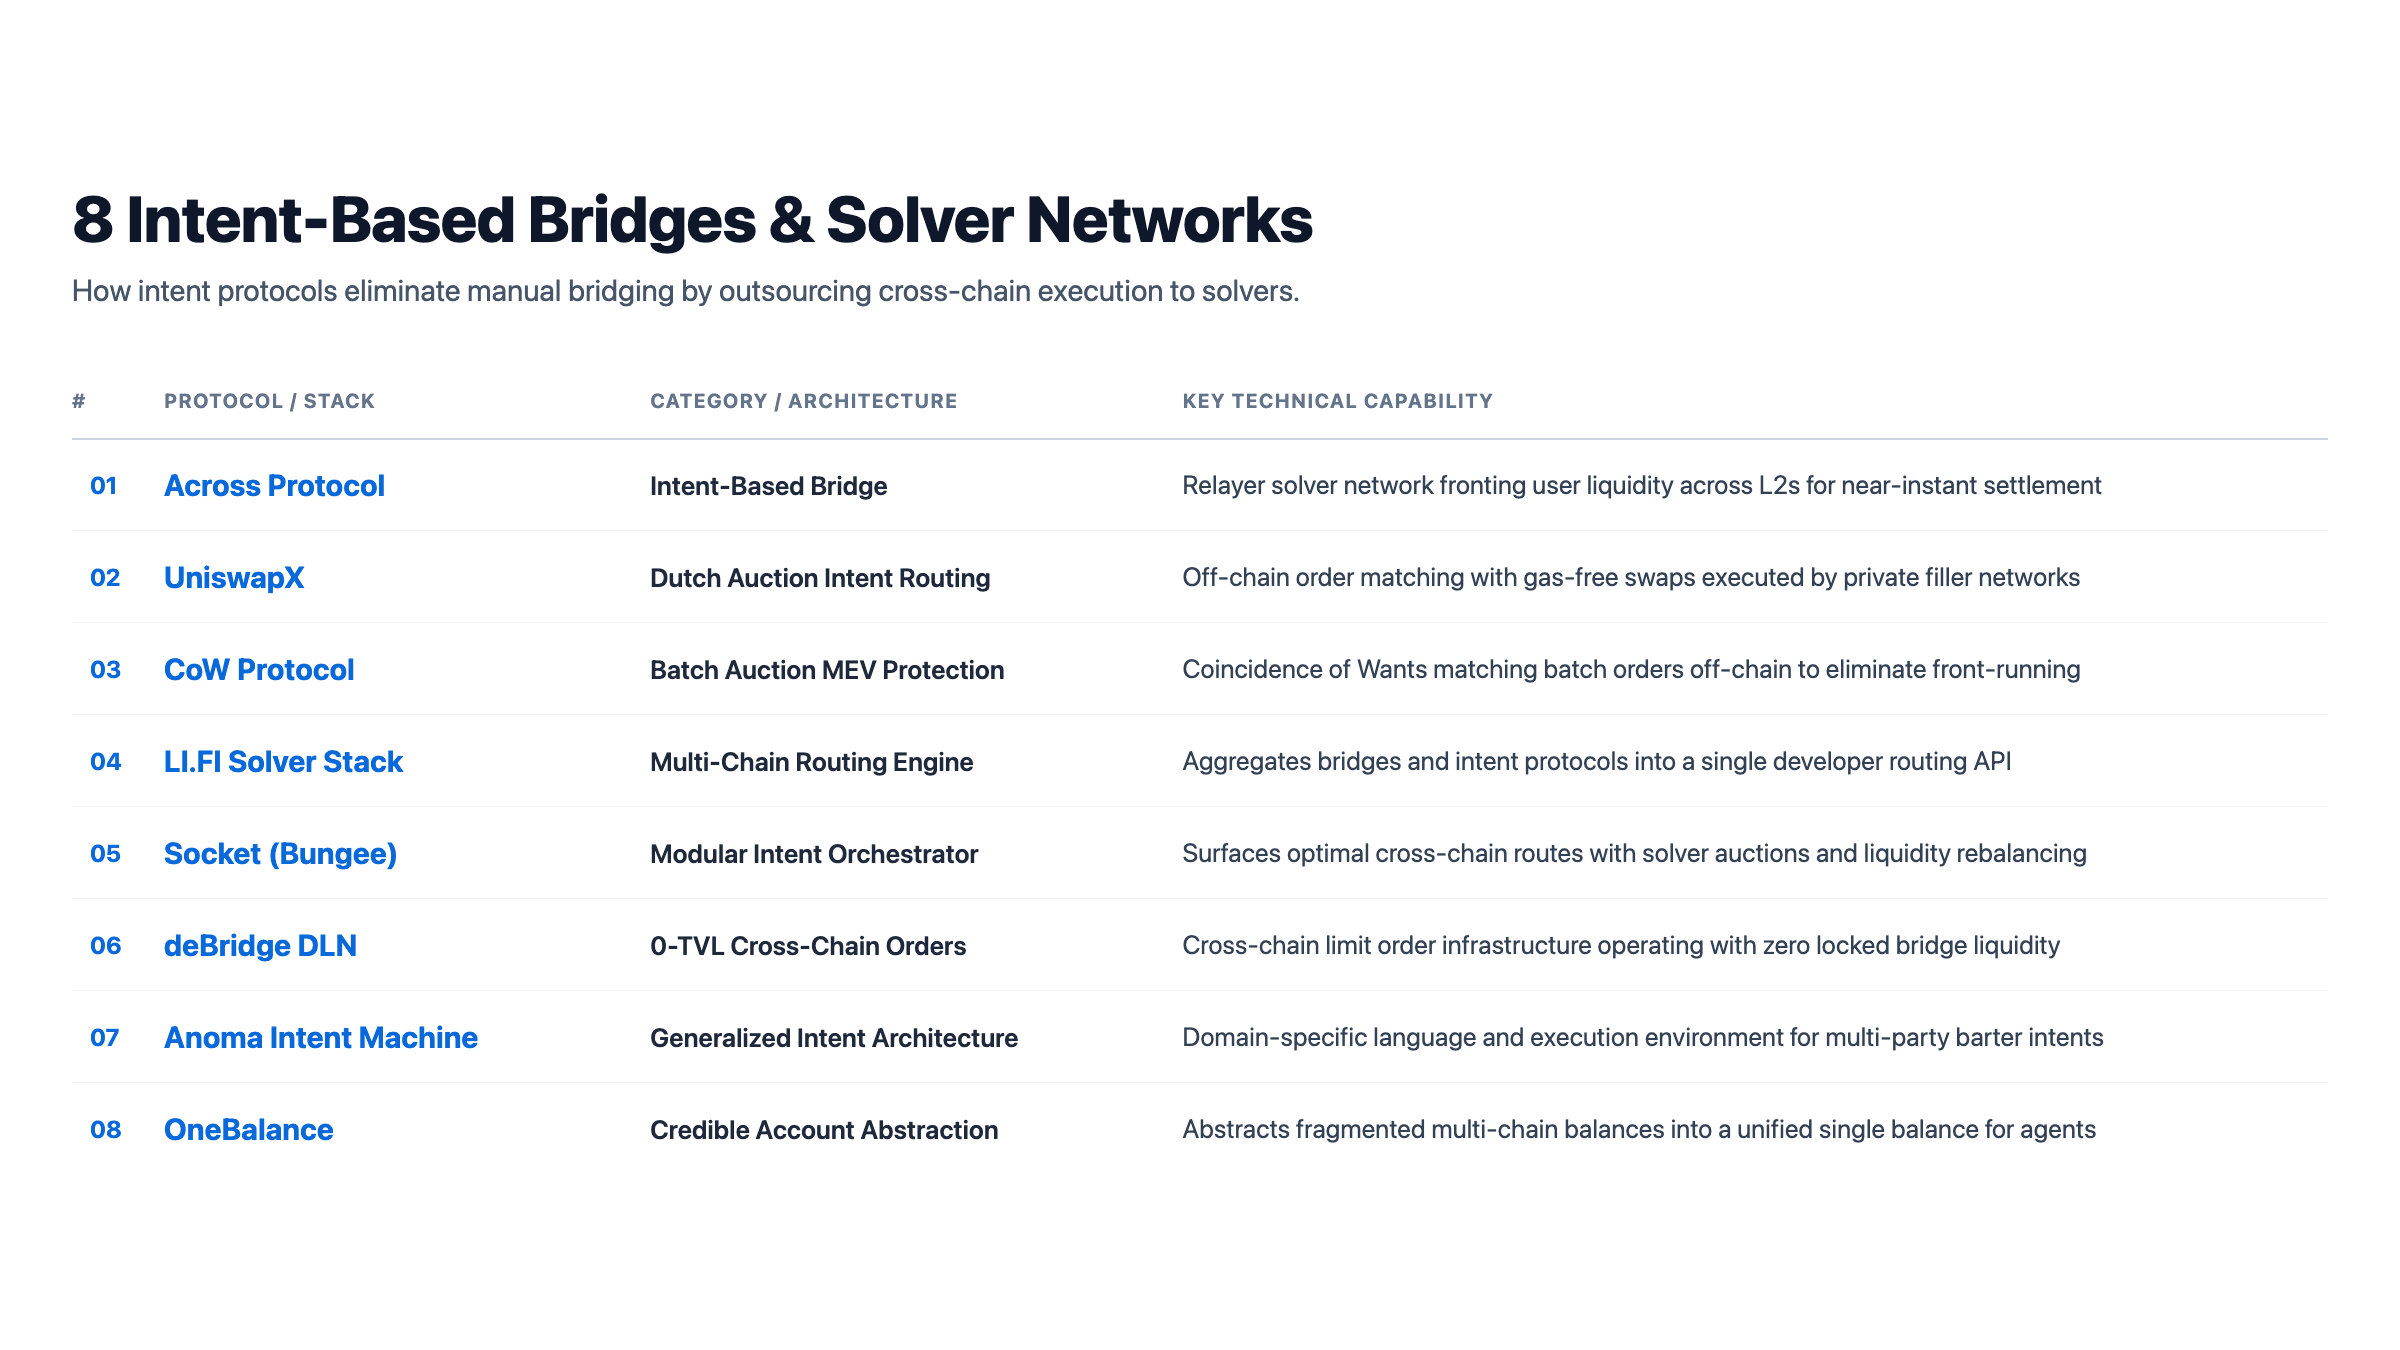 8 Intent-Based Bridges & Solver Networks
How intent protocols eliminate manual bridging by outsourcing cross-chain execution to solvers.
# PROTOCOL / STACK CATEGORY / ARCHITECTURE KEY TECHNICAL CAPABILITY
01 Across Protocol Intent-Based Bridge Relayer solver network fronting user liquidity across L2s for near-instant settlement
02 UniswapX Dutch Auction Intent Routing Off-chain order matching with gas-free swaps executed by private filler networks
03 CoW Protocol Batch Auction MEV Protection Coincidence of Wants matching batch orders off-chain to eliminate front-running
04 LI.FI Solver Stack Multi-Chain Routing Engine Aggregates bridges and intent protocols into a single developer routing API
05 Socket (Bungee) Modular Intent Orchestrator Surfaces optimal cross-chain routes with solver auctions and liquidity rebalancing
06 deBridge DLN 0-TVL Cross-Chain Orders Cross-chain limit order infrastructure operating with zero locked bridge liquidity
07 Anoma Intent Machine Generalized Intent Architecture Domain-specific language and execution environment for multi-party barter intents
08 OneBalance Credible Account Abstraction Abstracts fragmented multi-chain balances into a unified single balance for agents